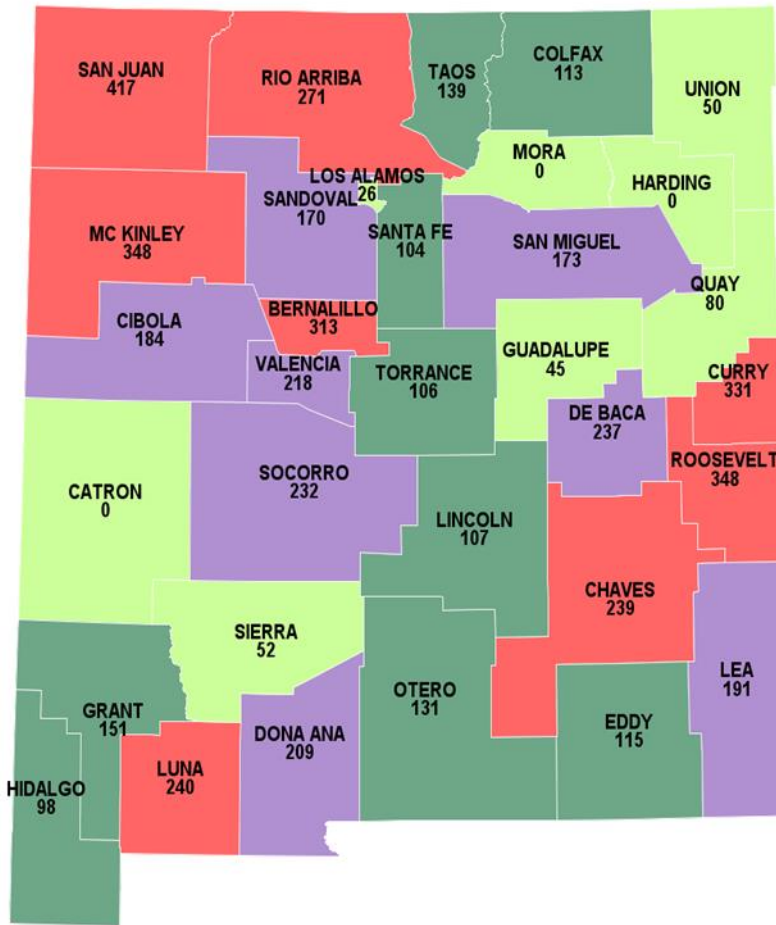 SAN JUAN
417
RIO ARRIBA
271
TAOS
139
COLFAX
113
UNION
50
MORA
0
HARDING
0
LOS ALAMOS
26
SANDOVAL
170
SANTA FE
104
SAN MIGUEL
173
MC KINLEY
348
QUAY
80
CIBOLA
184
BERNALILLO
313
VALENCIA
218
TORRANCE
106
GUADALUPE
45
CURRY
331
DE BACA
237
ROOSEVELT
348
CATRON
0
SOCORRO
232
LINCOLN
107
CHAVES
239
SIERRA
52
LEA
191
GRANT
151
OTERO
131
EDDY
115
DONA ANA
209
LUNA
240
HIDALGO
98